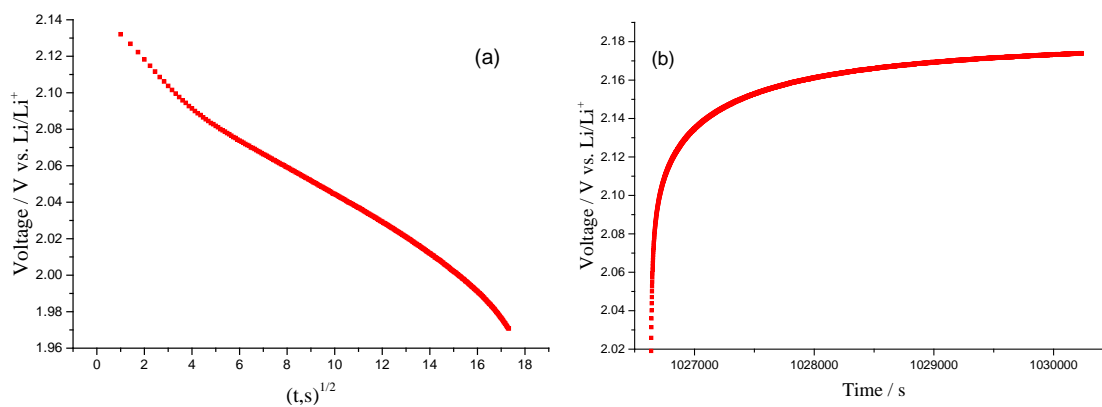 2.14
2.12
2.10
2.08
2.06
2.04
2.02
2.00
1.98
1.96
Voltage / V vs. Li/Li⁺
(a)
0 2 4 6 8 10 12 14 16 18
(t,s)^{1/2}
2.18
2.16
2.14
2.12
2.10
2.08
2.06
2.04
2.02
Voltage / V vs. Li/Li⁺
(b)
1027000 1028000 1029000 1030000
Time / s